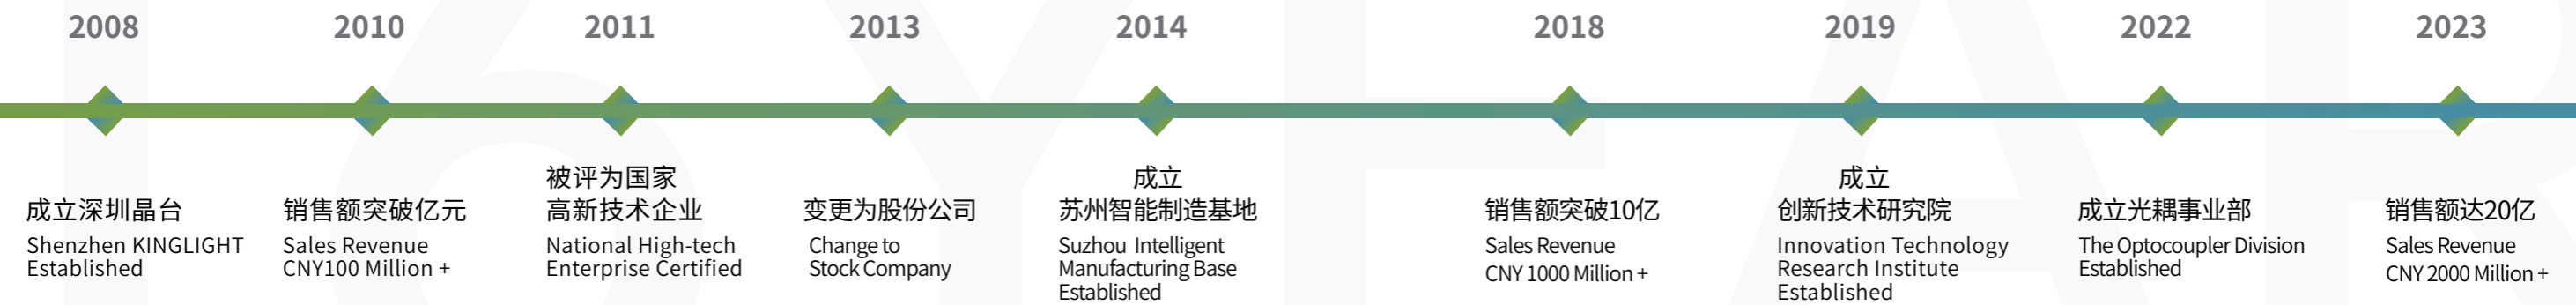 2008
成立深圳晶台
Shenzhen KINGLIGHT
Established
2010
销售额突破亿元
Sales Revenue
CNY100 Million +
2011
被评为国家
高新技术企业
National High-tech
Enterprise Certified
2013
变更为股份公司
Change to
Stock Company
2014
成立
苏州智能制造基地
Suzhou Intelligent
Manufacturing Base
Established
2018
销售额突破10亿
Sales Revenue
CNY 1000 Million +
2019
成立
创新技术研究院
Innovation Technology
Research Institute
Established
2022
成立光耦事业部
The Optocoupler Division
Established
2023
销售额达20亿
Sales Revenue
CNY 2000 Million +